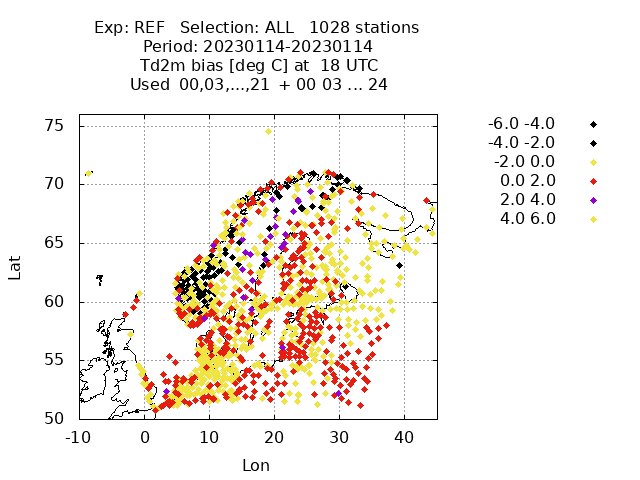 Exp: REF   Selection: ALL   1028 stations
Period: 20230114-20230114
Td2m bias [deg C] at  18 UTC
Used  00,03,...,21  + 00 03 ... 24
-6.0 -4.0
-4.0 -2.0
-2.0 0.0
0.0 2.0
2.0 4.0
4.0 6.0
75
70
65
60
55
50
Lat
-10 0 10 20 30 40
Lon